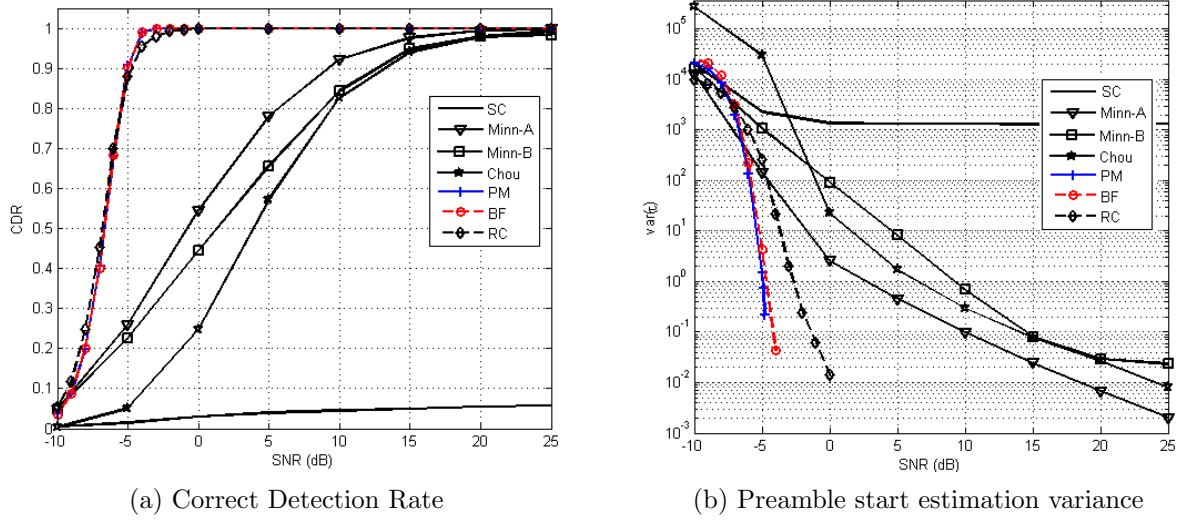 1
0.9
0.8
0.7
0.6
0.5
0.4
0.3
0.2
0.1
0
CDR
-10 -5 0 5 10 15 20 25
SNR (dB)
SC
Minn-A
Minn-B
Chou
PM
BF
RC
(a) Correct Detection Rate
10^6
10^4
10^3
10^2
10^1
10^0
10^-1
10^-2
10^-3
var(τ)
-10 -5 0 5 10 15 20 25
SNR (dB)
SC
Minn-A
Minn-B
Chou
PM
BF
RC
(b) Preamble start estimation variance